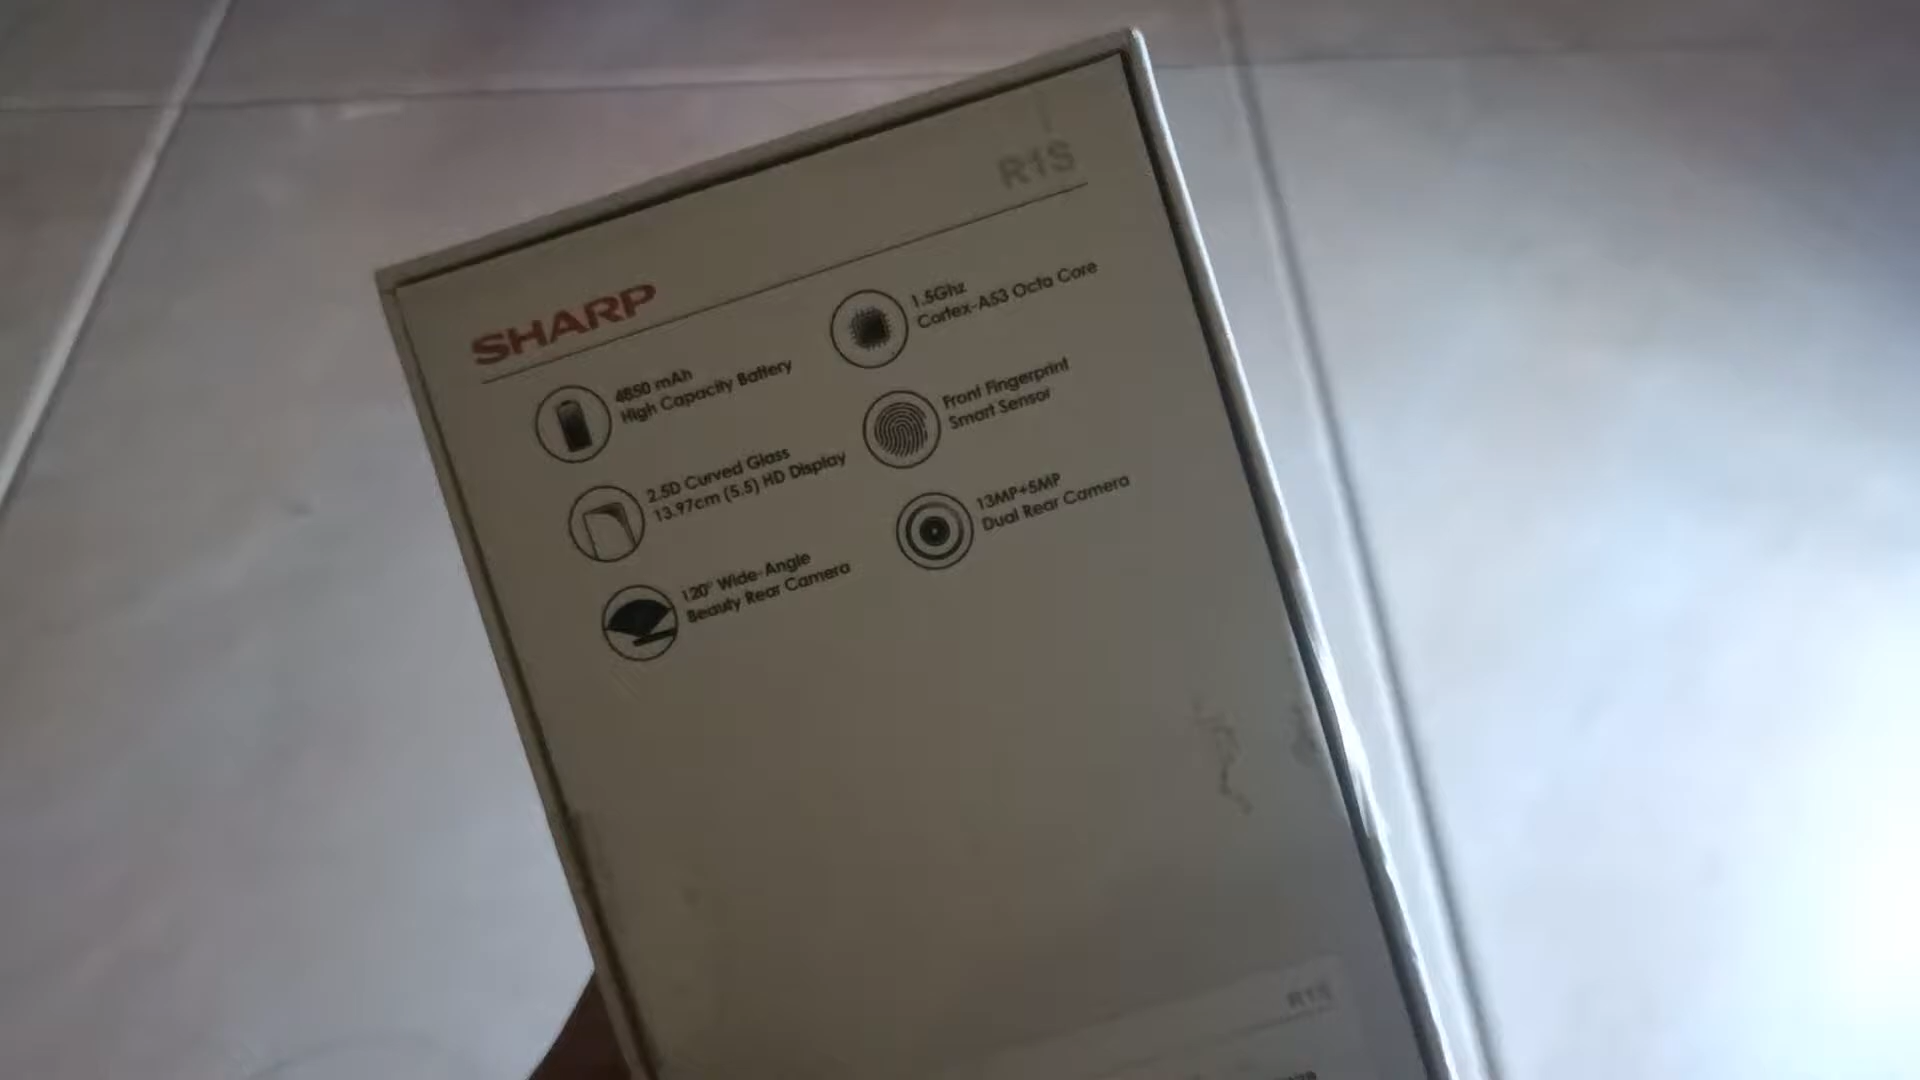 SHARP
R1S
4850 mAh
High Capacity Battery
2.5D Curved Glass
13.97cm (5.5) HD Display
120° Wide-Angle
Beauty Rear Camera
1.5Ghz
Cortex-A53 Octa Core
Front Fingerprint
Smart Sensor
13MP+5MP
Dual Rear Camera
R1S